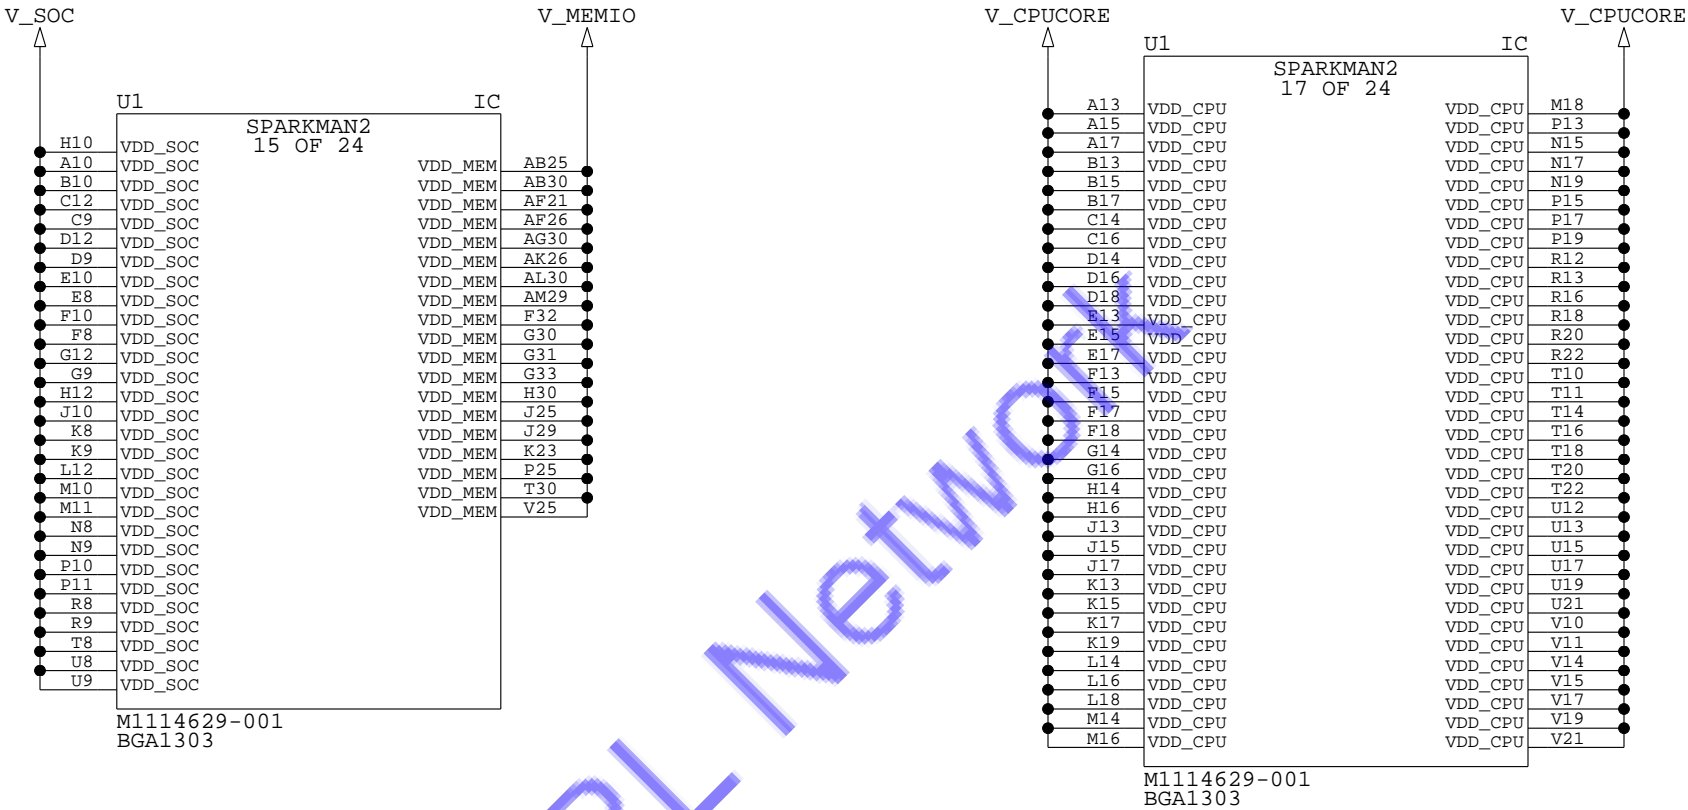 V_SOC V_MEMIO
U1 IC
SPARKMAN2
15 OF 24
H10 VDD_SOC
A10 VDD_SOC VDD_MEM AB25
B10 VDD_SOC VDD_MEM AB30
C12 VDD_SOC VDD_MEM AF21
C9 VDD_SOC VDD_MEM AF26
D12 VDD_SOC VDD_MEM AG30
D9 VDD_SOC VDD_MEM AK26
E10 VDD_SOC VDD_MEM AL30
E8 VDD_SOC VDD_MEM AM29
F10 VDD_SOC VDD_MEM F32
F8 VDD_SOC VDD_MEM G30
G12 VDD_SOC VDD_MEM G31
G9 VDD_SOC VDD_MEM G33
H12 VDD_SOC VDD_MEM H30
J10 VDD_SOC VDD_MEM J25
K8 VDD_SOC VDD_MEM J29
K9 VDD_SOC VDD_MEM K23
L12 VDD_SOC VDD_MEM P25
M10 VDD_SOC VDD_MEM T30
M11 VDD_SOC VDD_MEM V25
N8 VDD_SOC
N9 VDD_SOC
P10 VDD_SOC
P11 VDD_SOC
R8 VDD_SOC
R9 VDD_SOC
T8 VDD_SOC
U8 VDD_SOC
U9 VDD_SOC
M1114629-001
BGA1303
V_CPUCORE V_CPUCORE
U1 IC
SPARKMAN2
17 OF 24
A13 VDD_CPU VDD_CPU M18
A15 VDD_CPU VDD_CPU P13
A17 VDD_CPU VDD_CPU N15
B13 VDD_CPU VDD_CPU N17
B15 VDD_CPU VDD_CPU N19
B17 VDD_CPU VDD_CPU P15
C14 VDD_CPU VDD_CPU P17
C16 VDD_CPU VDD_CPU P19
D14 VDD_CPU VDD_CPU R12
D16 VDD_CPU VDD_CPU R13
D18 VDD_CPU VDD_CPU R16
E13 VDD_CPU VDD_CPU R18
E15 VDD_CPU VDD_CPU R20
E17 VDD_CPU VDD_CPU R22
F13 VDD_CPU VDD_CPU T10
F15 VDD_CPU VDD_CPU T11
F17 VDD_CPU VDD_CPU T14
F18 VDD_CPU VDD_CPU T16
G14 VDD_CPU VDD_CPU T18
G16 VDD_CPU VDD_CPU T20
H14 VDD_CPU VDD_CPU T22
H16 VDD_CPU VDD_CPU U12
J13 VDD_CPU VDD_CPU U13
J15 VDD_CPU VDD_CPU U15
J17 VDD_CPU VDD_CPU U17
K13 VDD_CPU VDD_CPU U19
K15 VDD_CPU VDD_CPU U21
K17 VDD_CPU VDD_CPU V10
K19 VDD_CPU VDD_CPU V11
L14 VDD_CPU VDD_CPU V14
L16 VDD_CPU VDD_CPU V15
L18 VDD_CPU VDD_CPU V17
M14 VDD_CPU VDD_CPU V19
M16 VDD_CPU VDD_CPU V21
M1114629-001
BGA1303
Network